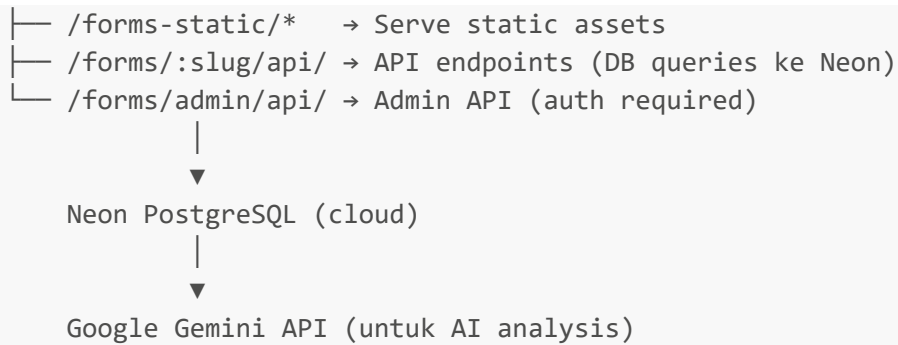 ├── /forms-static/*   → Serve static assets
├── /forms/:slug/api/ → API endpoints (DB queries ke Neon)
└── /forms/admin/api/ → Admin API (auth required)
│
▼
Neon PostgreSQL (cloud)
│
▼
Google Gemini API (untuk AI analysis)